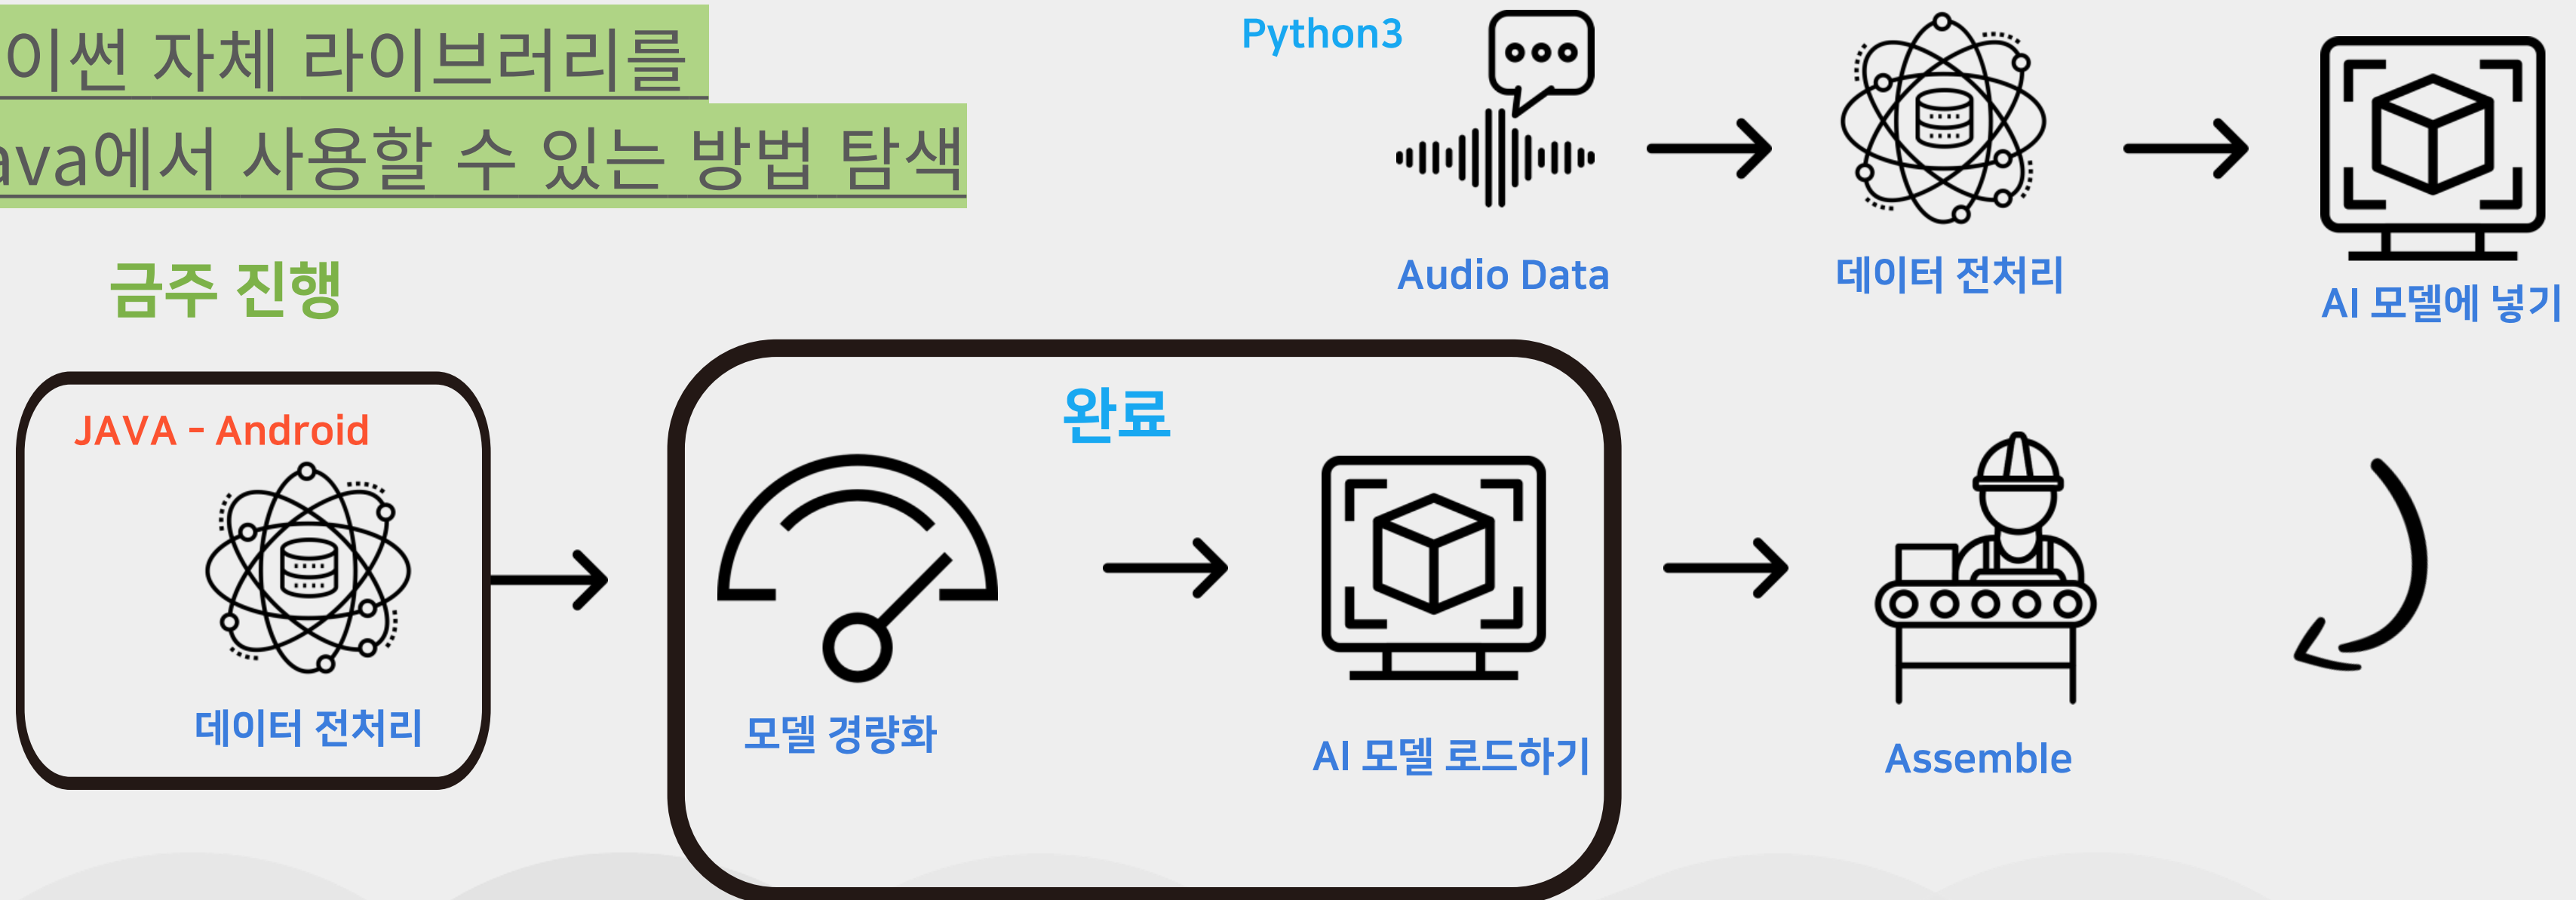 이썬 자체 라이브러리를
ava에서 사용할 수 있는 방법 탐색
Python3
Audio Data
데이터 전처리
AI 모델에 넣기
금주 진행
JAVA - Android
데이터 전처리
완료
모델 경량화
AI 모델 로드하기
Assemble